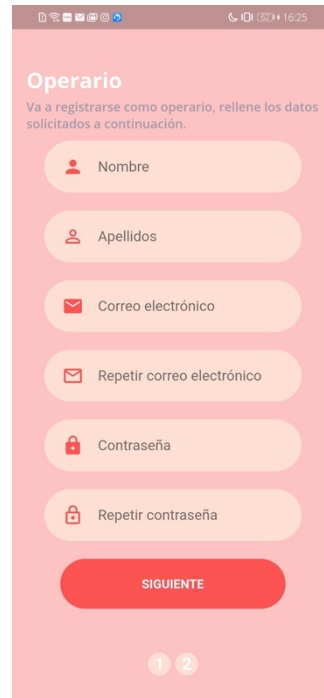 52 16:25
Operario
Va a registrarse como operario, rellene los datos
solicitados a continuación.
Nombre
Apellidos
Correo electrónico
Repetir correo electrónico
Contraseña
Repetir contraseña
SIGUIENTE
1 2